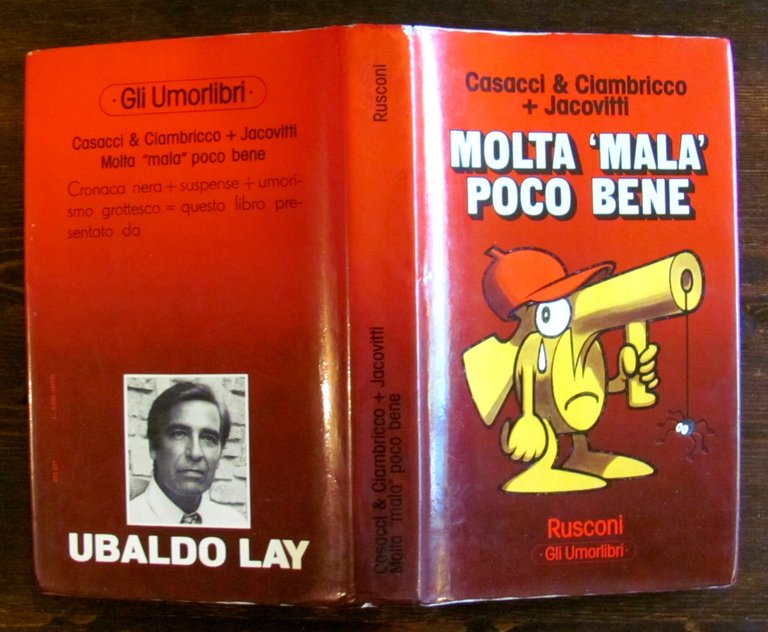 · Gli Umorlibri ·
Casacci & Ciambricco + Jacovitti
Molta "mala" poco bene
Cronaca nera + suspense + umori-
smo grottesco = questo libro pre-
sentato da
UBALDO LAY
Rusconi
Casacci & Ciambricco + Jacovitti
Molta "mala" poco bene
Casacci & Ciambricco
+ Jacovitti
MOLTA 'MALA'
POCO BENE
Rusconi
· Gli Umorlibri ·